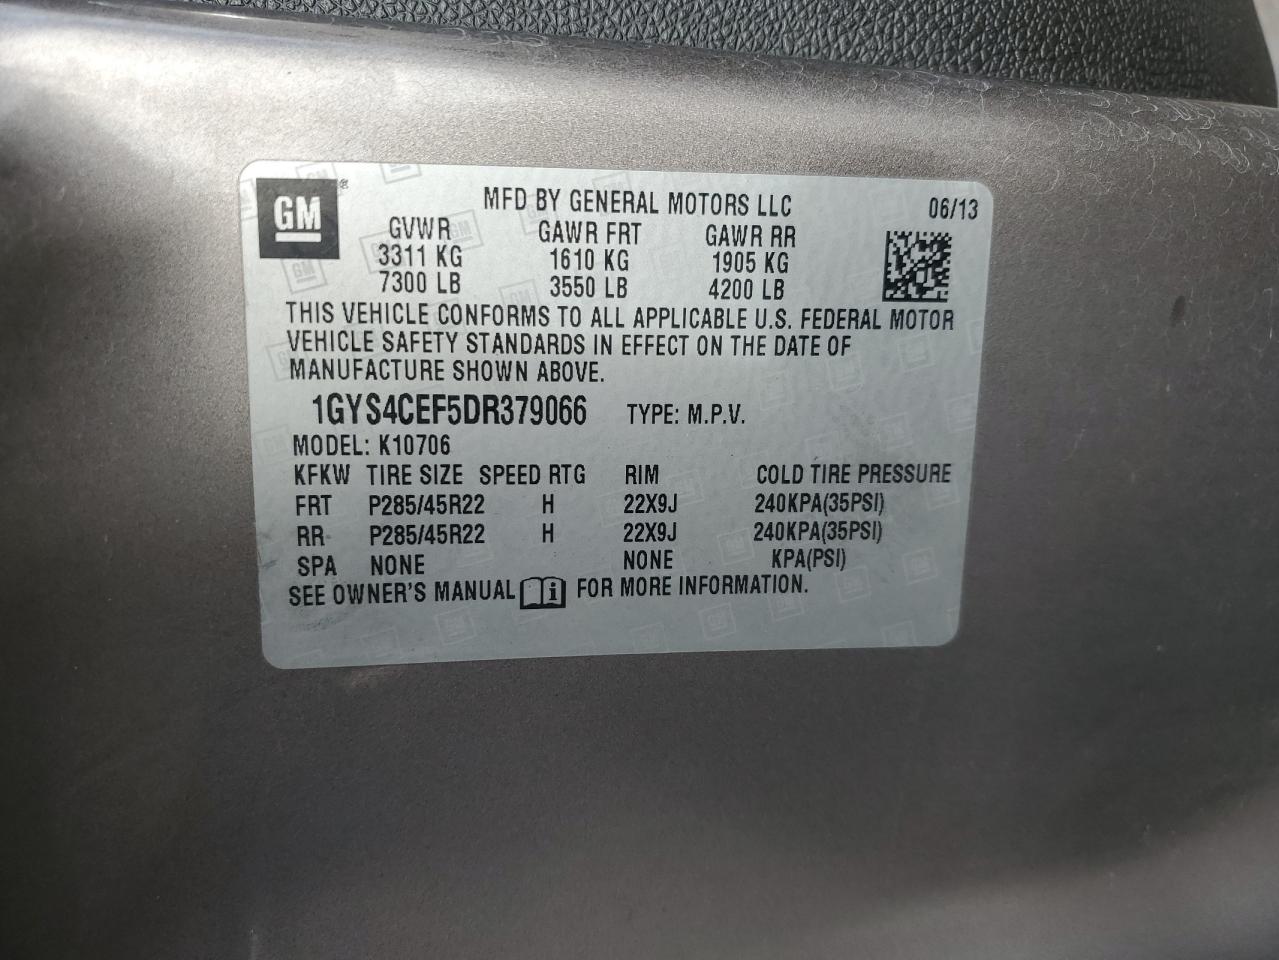 GM ®
MFD BY GENERAL MOTORS LLC 06/13
GVWR GAWR FRT GAWR RR
3311 KG 1610 KG 1905 KG
7300 LB 3550 LB 4200 LB
THIS VEHICLE CONFORMS TO ALL APPLICABLE U.S. FEDERAL MOTOR
VEHICLE SAFETY STANDARDS IN EFFECT ON THE DATE OF
MANUFACTURE SHOWN ABOVE.
1GYS4CEF5DR379066 TYPE: M.P.V.
MODEL: K10706
KFKW TIRE SIZE SPEED RTG RIM COLD TIRE PRESSURE
FRT P285/45R22 H 22X9J 240KPA(35PSI)
RR P285/45R22 H 22X9J 240KPA(35PSI)
SPA NONE NONE KPA(PSI)
SEE OWNER'S MANUAL i FOR MORE INFORMATION.